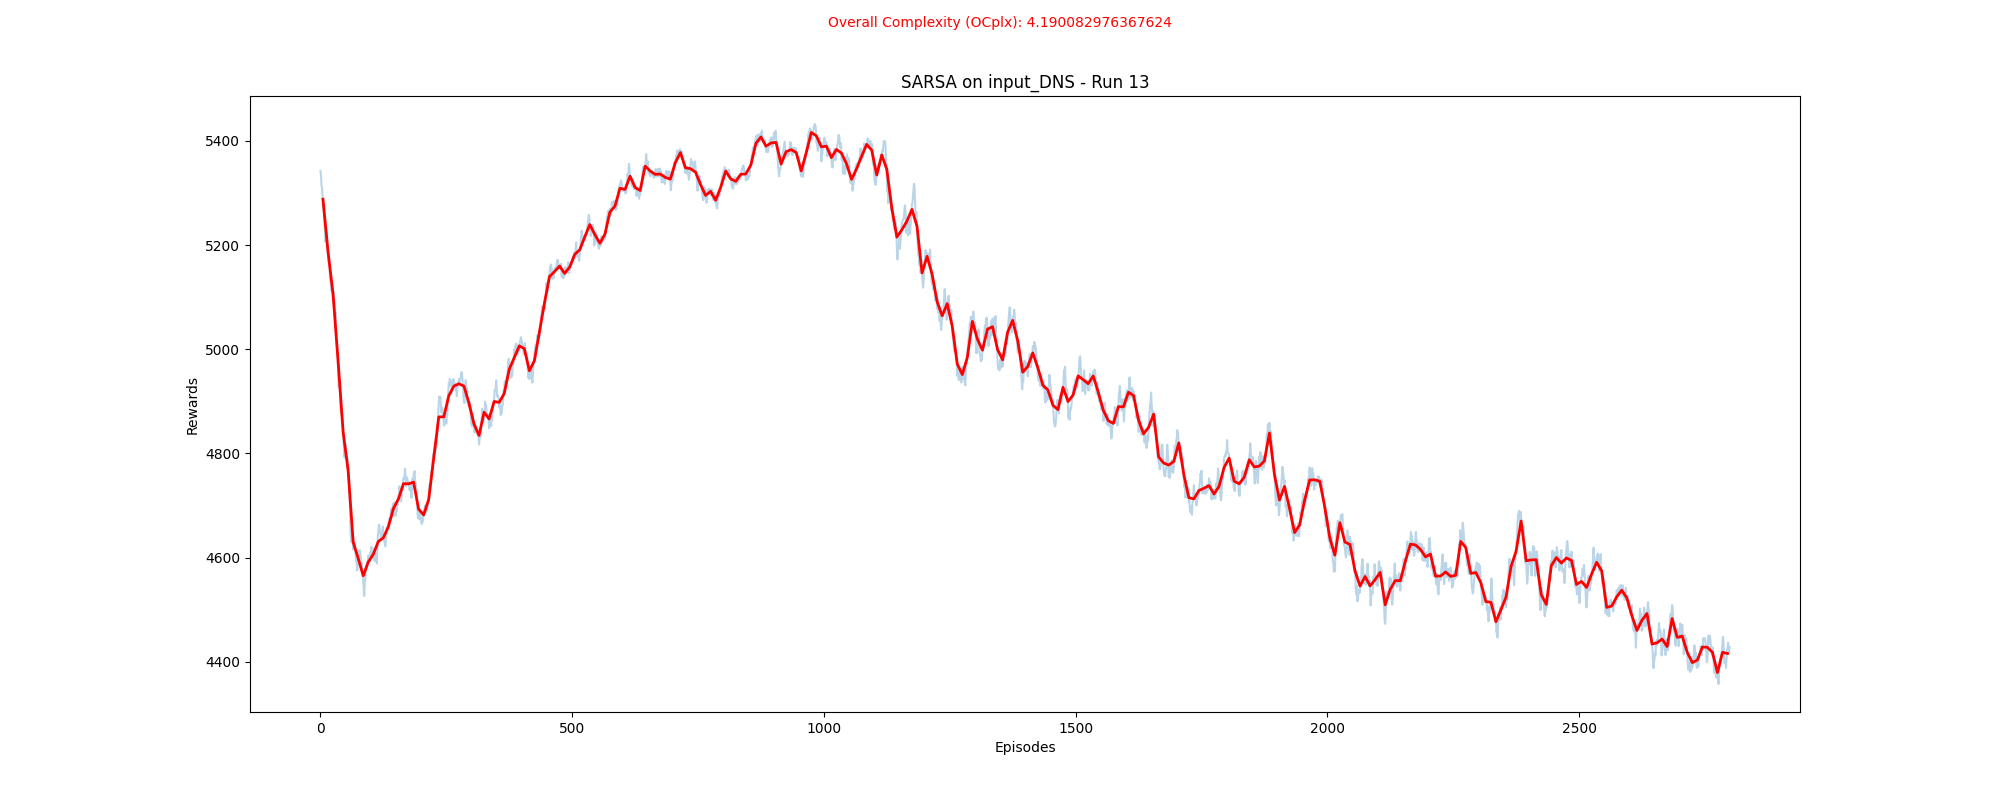 Overall Complexity (OCplx): 4.190082976367624
SARSA on input_DNS - Run 13
5400
5200
5000
4800
4600
4400
Rewards
0 500 1000 1500 2000 2500
Episodes